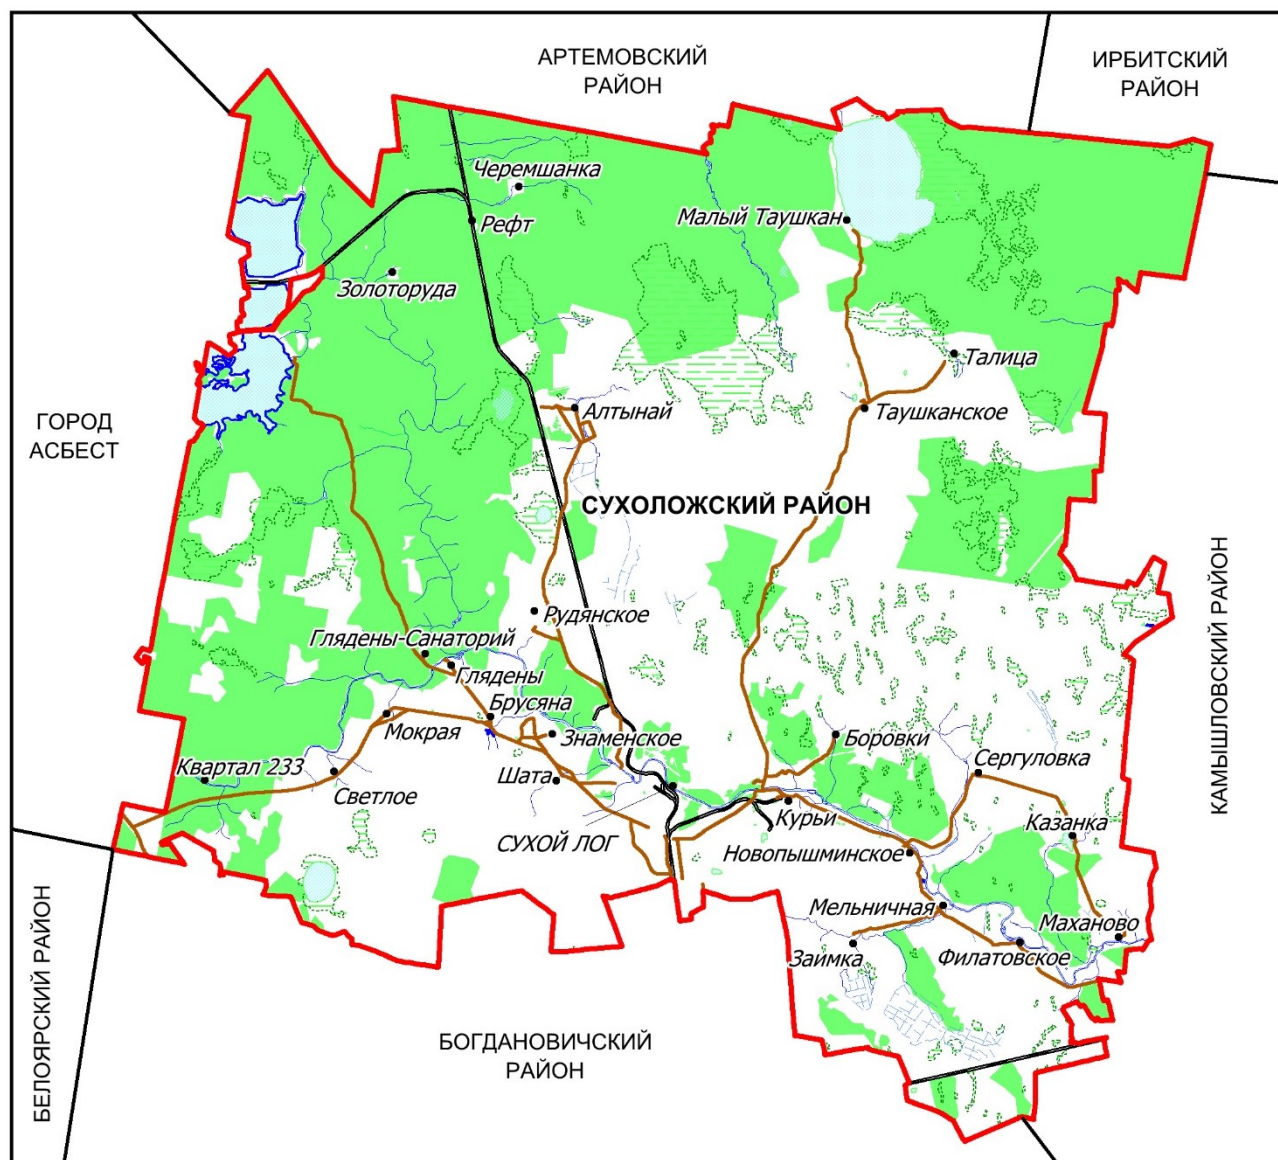 АРТЕМОВСКИЙ
РАЙОН
ИРБИТСКИЙ
РАЙОН
Черемшанка
Малый Таушкан
Рефт
Золоторуда
Талица
Алтынай
Таушканское
ГОРОД
АСБЕСТ
СУХОЛОЖСКИЙ РАЙОН
КАМЫШЛОВСКИЙ РАЙОН
Рудянское
Глядены-Санаторий
Глядены
Брусяна
Мокрая
Знаменское
Боровки
Сергуловка
Квартал 233
Шата
Светлое
Курьи
Казанка
СУХОЙ ЛОГ
Новопышминское
Мельничная
Маханово
Заимка
Филатовское
БЕЛОЯРСКИЙ РАЙОН
БОГДАНОВИЧСКИЙ
РАЙОН